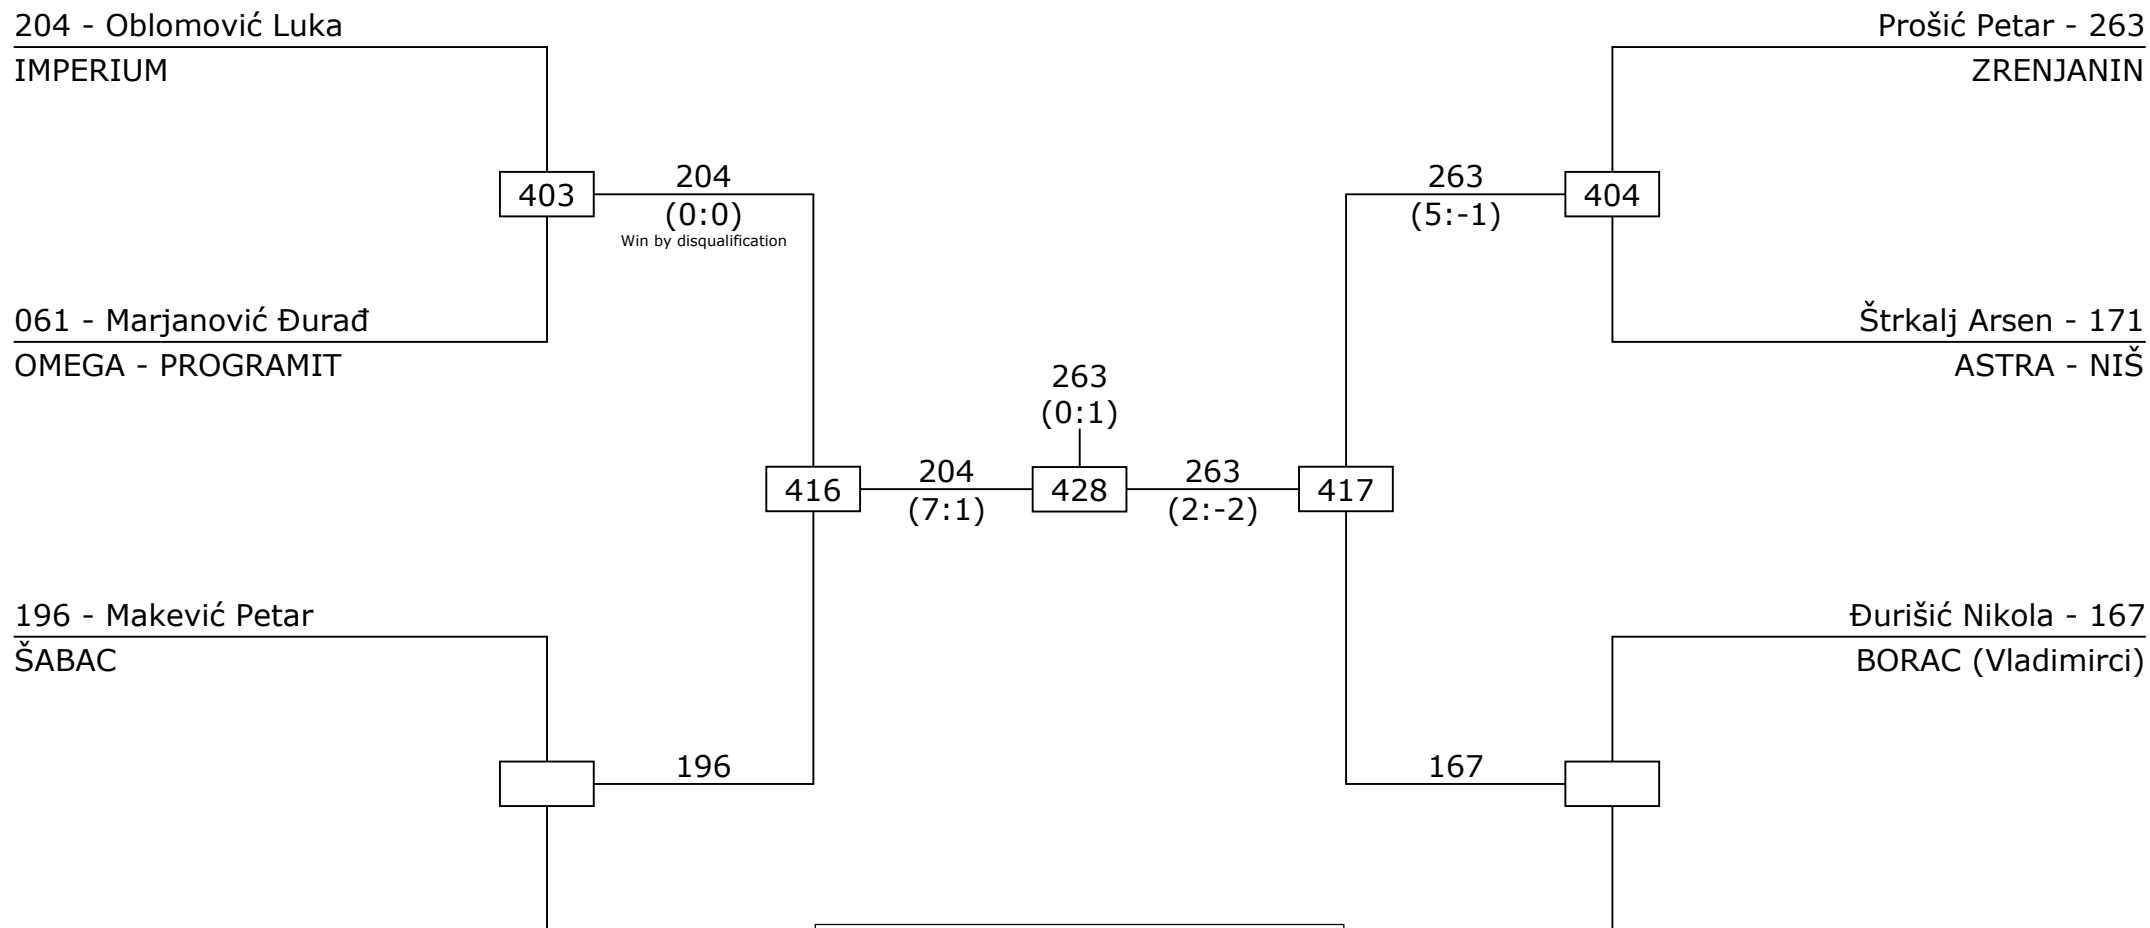 204 - Oblomović Luka
IMPERIUM
Prošić Petar - 263
ZRENJANIN
403
204
(0:0)
Win by disqualification
263
(5:-1)
404
061 - Marjanović Đurađ
OMEGA - PROGRAMIT
Štrkalj Arsen - 171
ASTRA - NIŠ
263
(0:1)
416
204
(7:1)
428
263
(2:-2)
417
196 - Makević Petar
ŠABAC
Đurišić Nikola - 167
BORAC (Vladimirci)
196
167